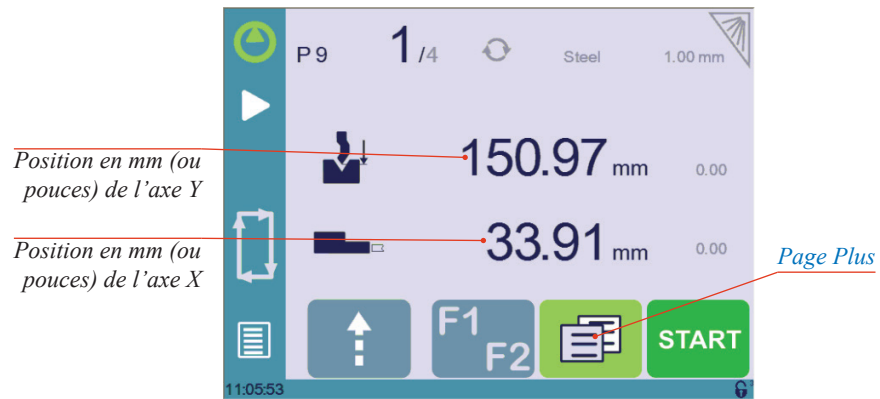 P 9
1 /4
Steel
1.00 mm
Position en mm (ou
pouces) de l’axe Y
150.97 mm
0.00
Position en mm (ou
pouces) de l’axe X
33.91 mm
0.00
Page Plus
F1
F2
START
11:05:53